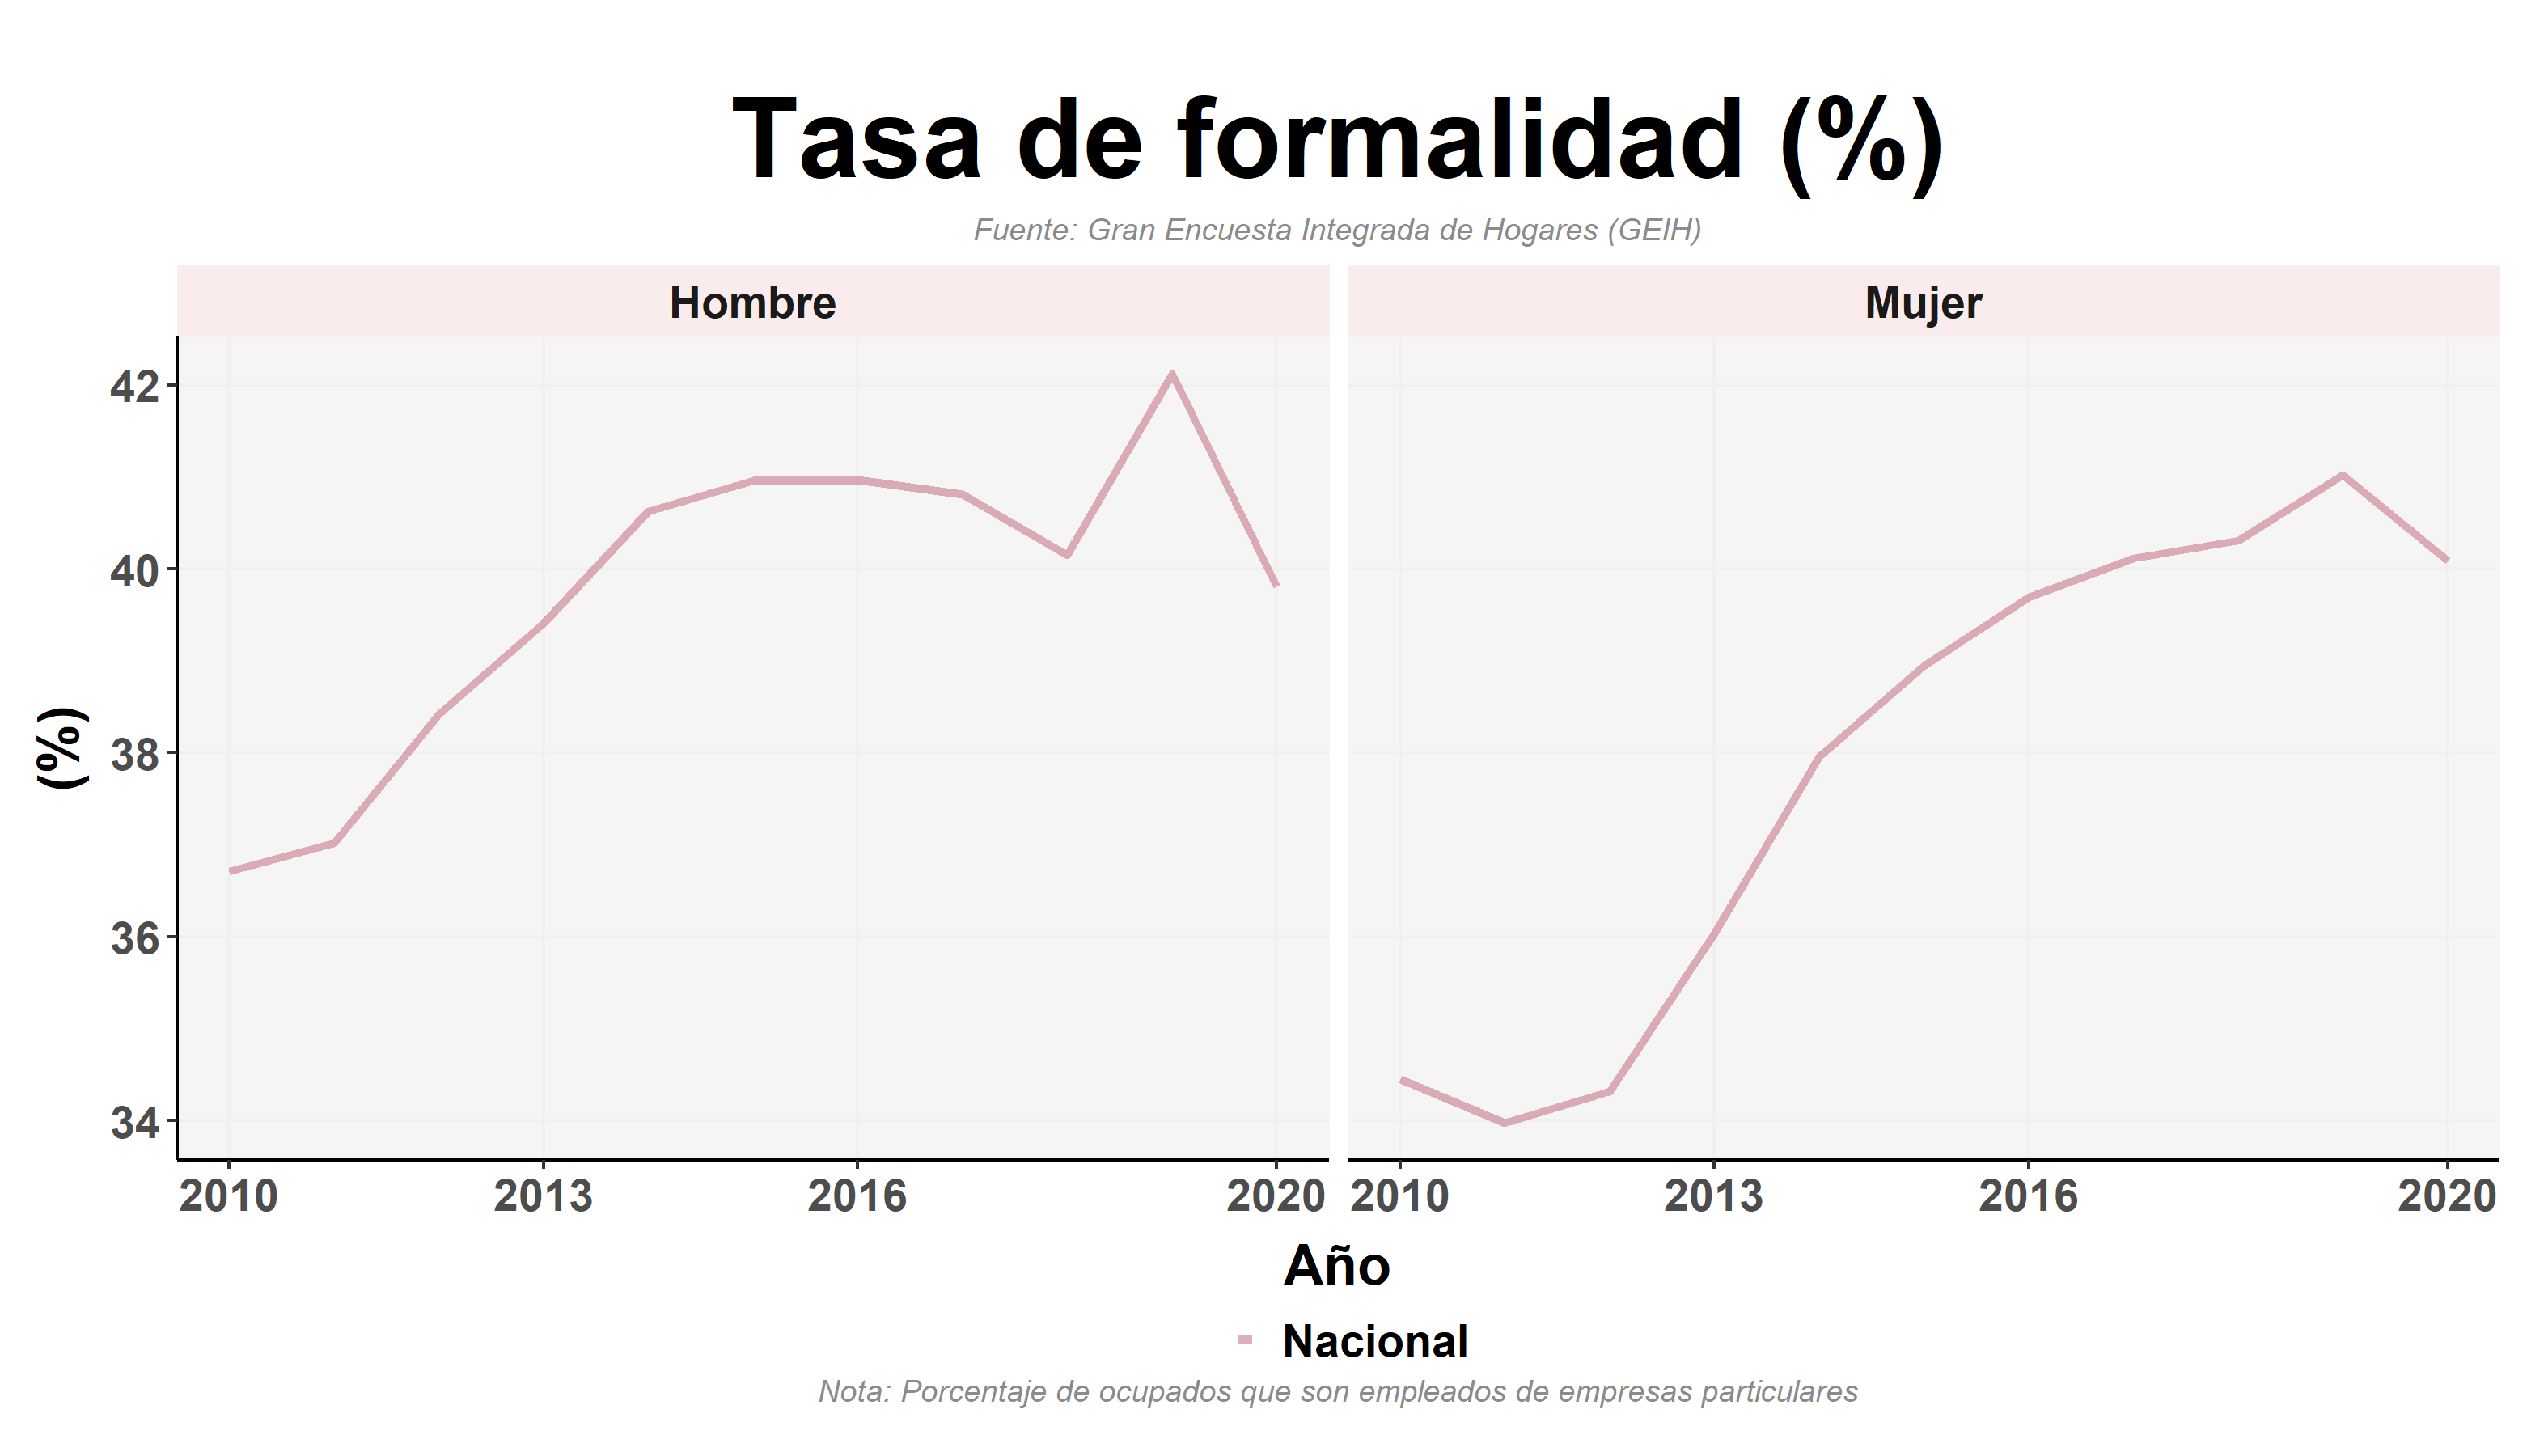 Tasa de formalidad (%)
Fuente: Gran Encuesta Integrada de Hogares (GEIH)
Hombre
Mujer
42
40
38
36
34
(%)
2010 2013 2016 2020
2010 2013 2016 2020
Año
Nacional
Nota: Porcentaje de ocupados que son empleados de empresas particulares